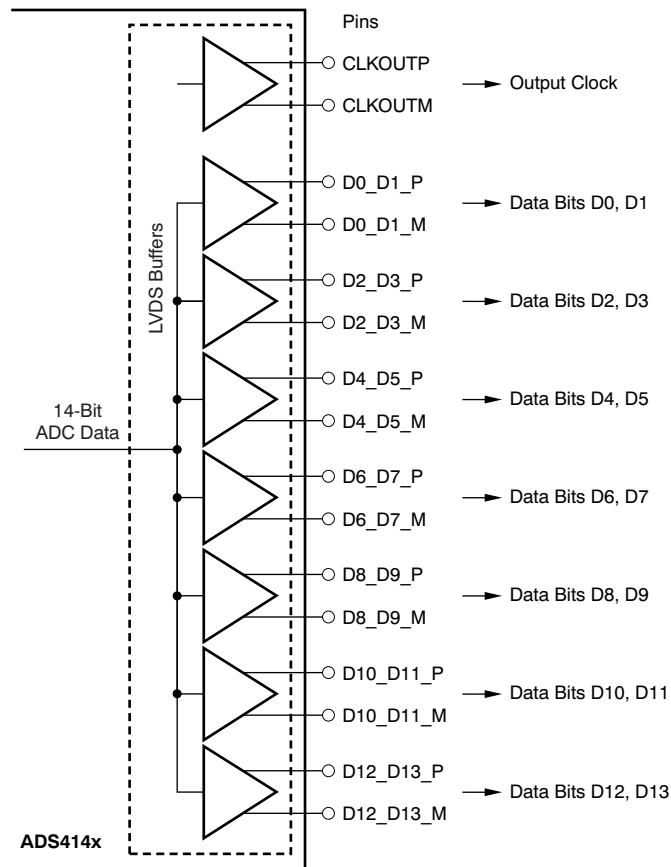 Pins
CLKOUTP
CLKOUTM
Output Clock
LVDS Buffers
D0_D1_P
D0_D1_M
Data Bits D0, D1
D2_D3_P
D2_D3_M
Data Bits D2, D3
D4_D5_P
D4_D5_M
Data Bits D4, D5
14-Bit
ADC Data
D6_D7_P
D6_D7_M
Data Bits D6, D7
D8_D9_P
D8_D9_M
Data Bits D8, D9
D10_D11_P
D10_D11_M
Data Bits D10, D11
D12_D13_P
D12_D13_M
Data Bits D12, D13
ADS414x